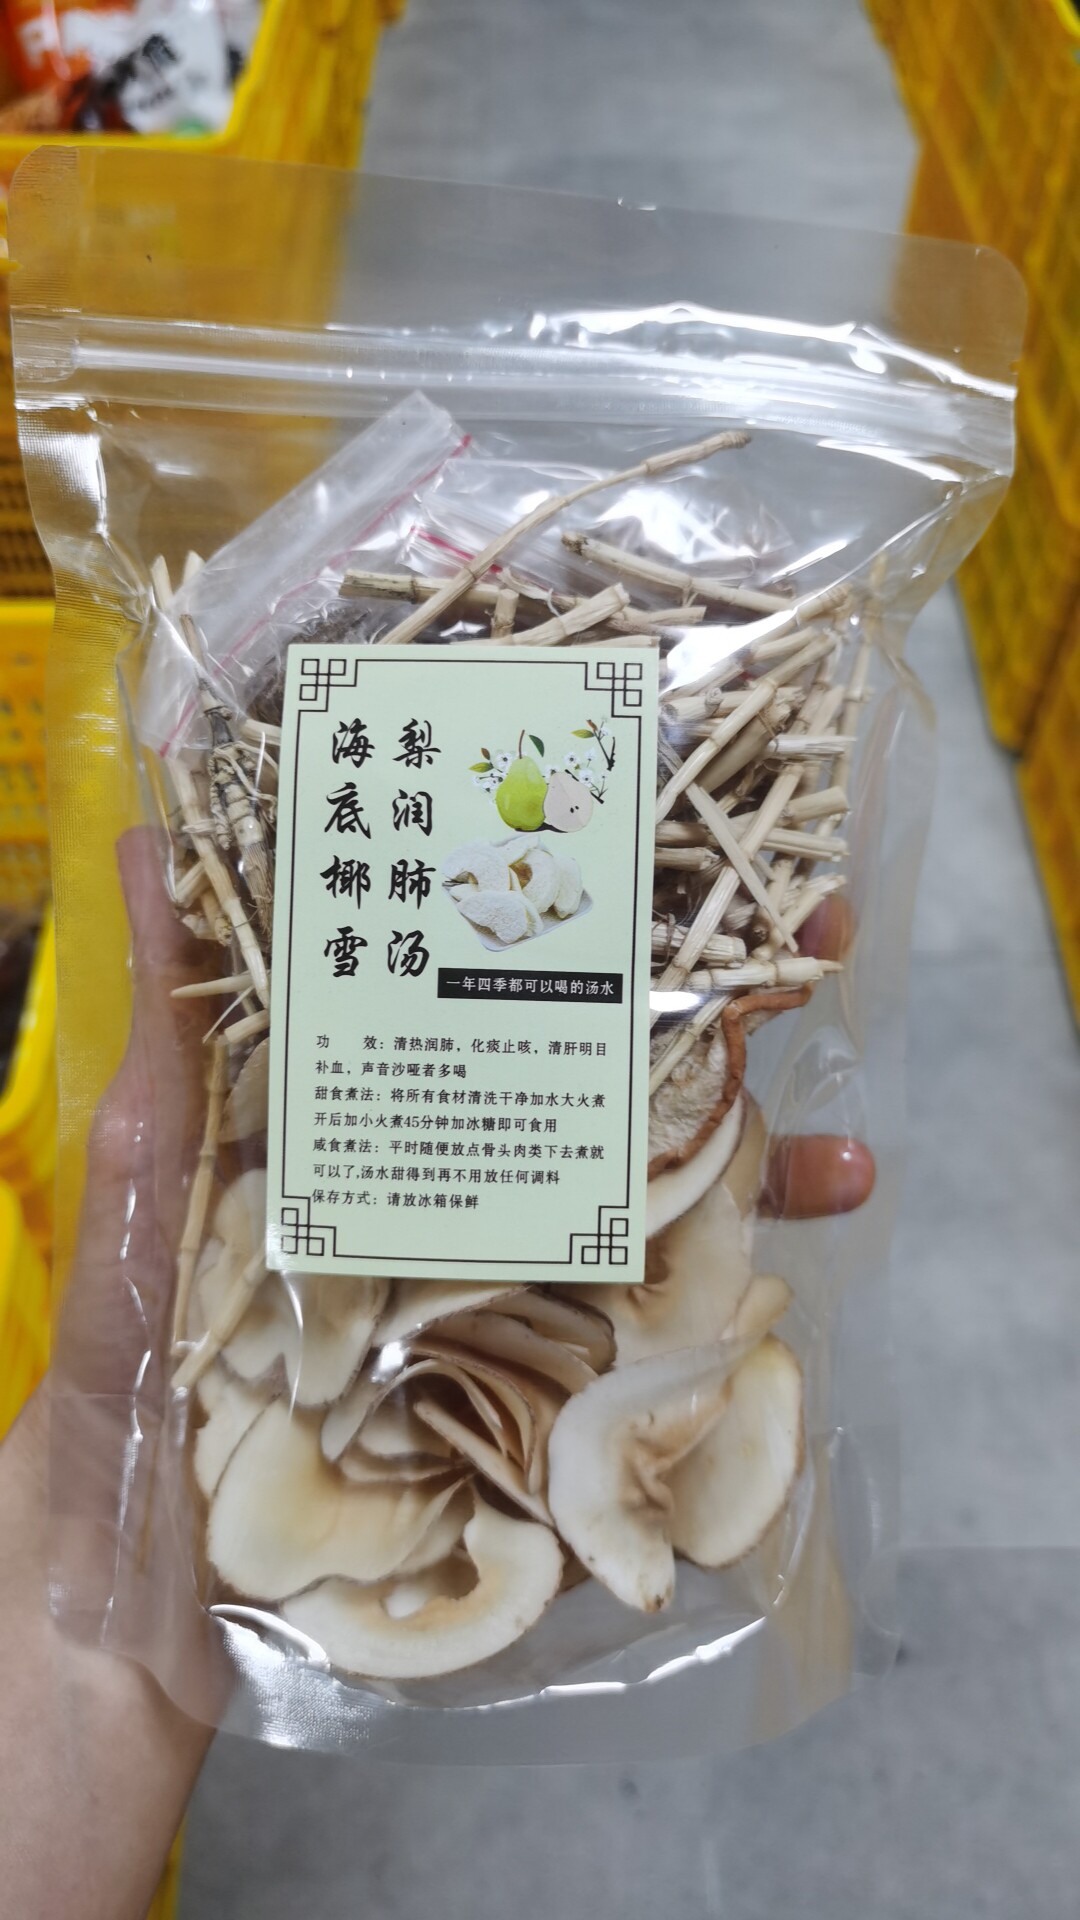 海底椰雪
梨润肺汤
一年四季都可以喝的汤水
功 效：清热润肺，化痰止咳，清肝明目
补血，声音沙哑者多喝
甜食煮法：将所有食材清洗干净加水大火煮
开后加小火煮45分钟加冰糖即可食用
咸食煮法：平时随便放点骨头肉类下去煮就
可以了,汤水甜得到再不用放任何调料
保存方式：请放冰箱保鲜